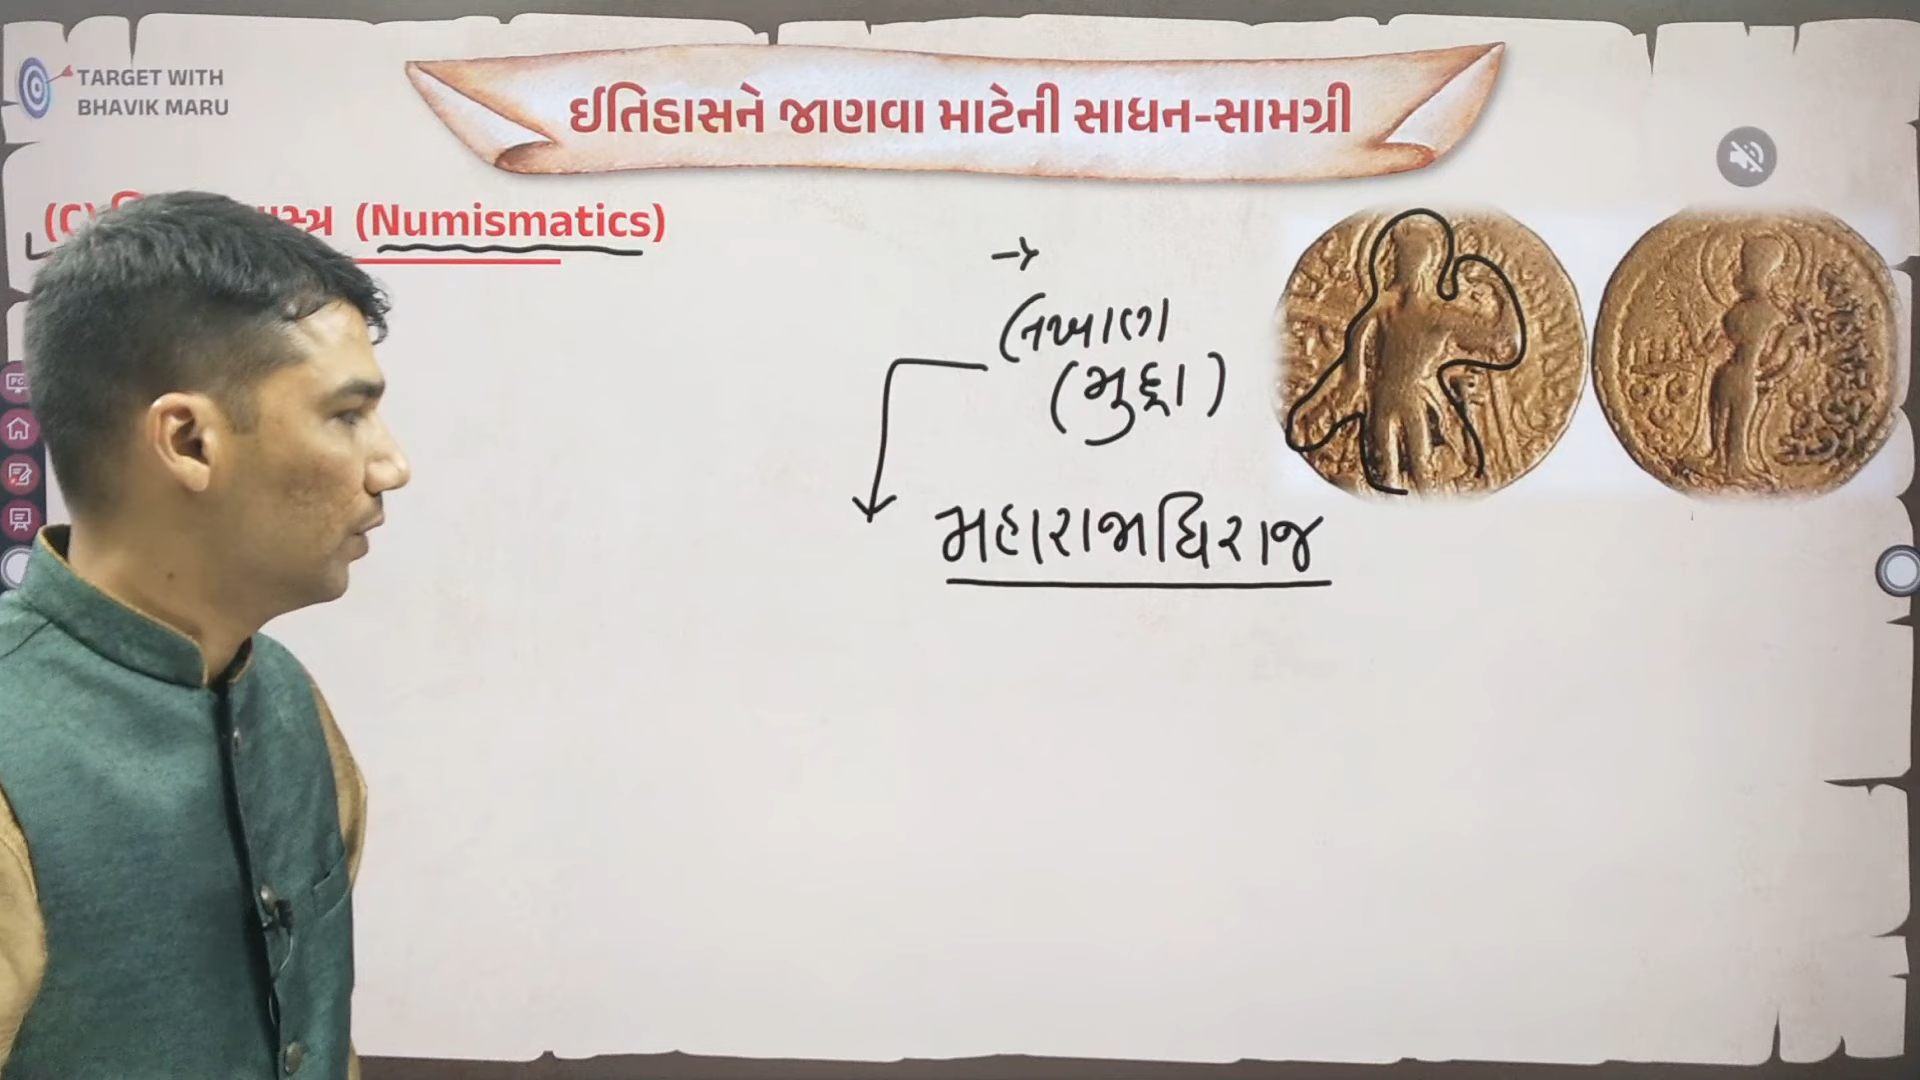 TARGET WITH
BHAVIK MARU
ઈતિહાસને જાણવા માટેની સાધન-સામગ્રી
(C) (Numismatics)
→
(મુદ્દા)
મહારાજાધિરાજ